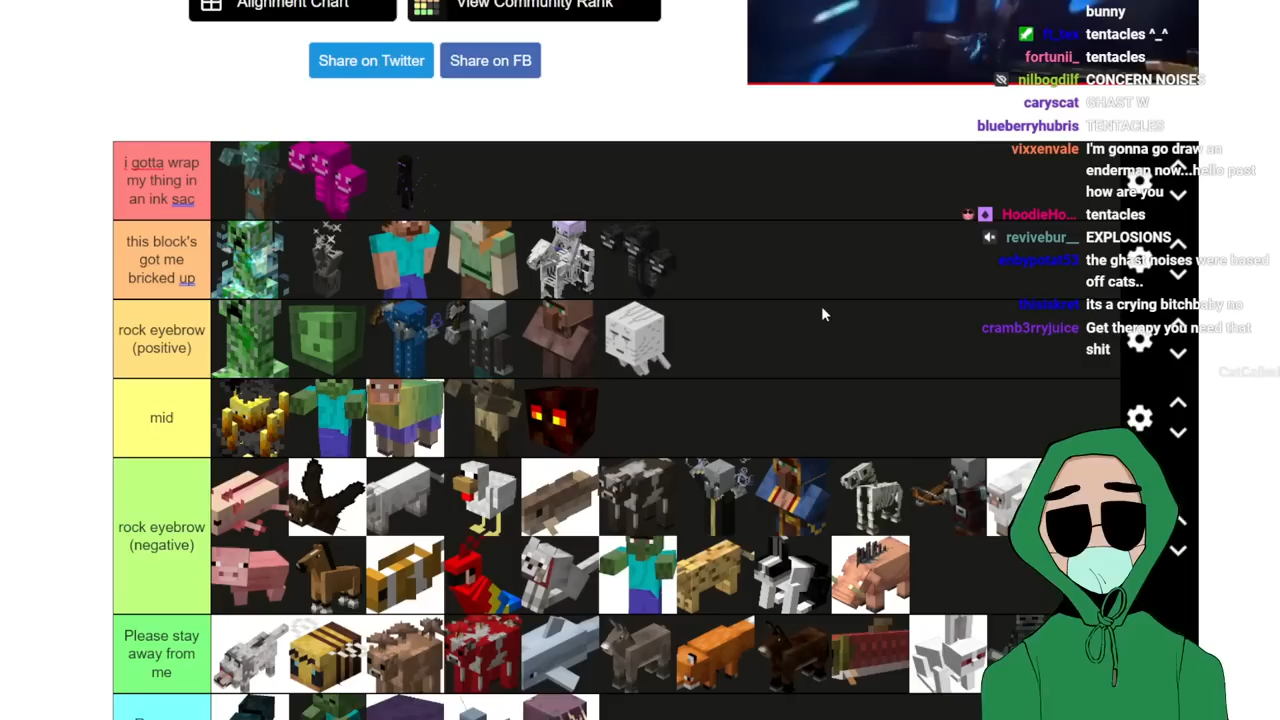 Alignment Chart
View Community Rank
Share on Twitter
Share on FB
bunny
tentacles ^_^
fortunii_ tentacles
nilbogdilf CONCERN NOISES
caryscat GHAST W
blueberryhubris TENTACLES
vixxenvale I'm gonna go draw an
enderman now...hello past
how are you
HoodieHo... tentacles
revivebur__ EXPLOSIONS
enbypotat53 the ghast noises were based
off cats..
thisiskret its a crying bitchbaby no
cramb3rryjuice Get therapy you need that
shit
i gotta wrap
my thing in
an ink sac
this block's
got me
bricked up
rock eyebrow
(positive)
mid
rock eyebrow
(negative)
Please stay
away from
me